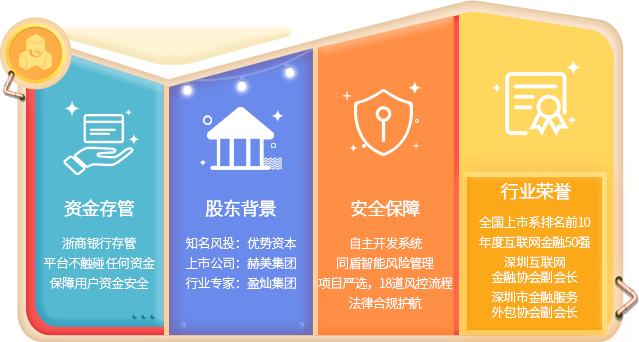 资金存管
浙商银行存管
平台不触碰任何资金
保障用户资金安全
股东背景
知名风投：优势资本
上市公司：赫美集团
行业专家：盈灿集团
安全保障
自主开发系统
同盾智能风险管理
项目严选，18道风控流程
法律合规护航
行业荣誉
全国上市系排名前10
年度互联网金融50强
深圳互联网
金融协会副会长
深圳市金融服务
外包协会副会长